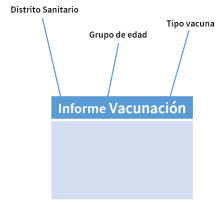 Distrito Sanitario
Tipo vacuna
Grupo de edad
Informe Vacunación